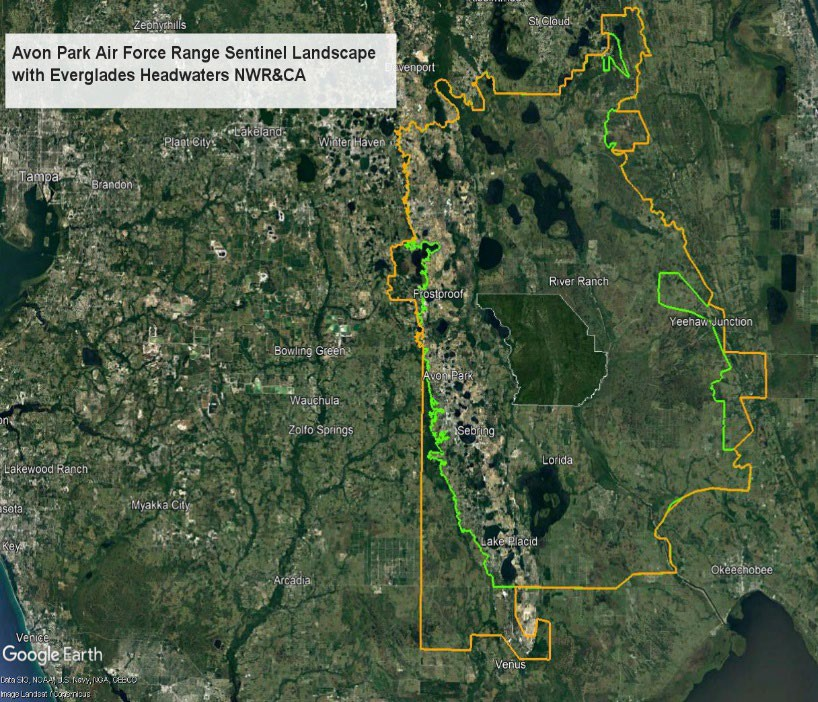 Zephyrhills
St Cloud
Avon Park Air Force Range Sentinel Landscape
with Everglades Headwaters NWR&CA
Davenport
Lakeland
Plant City
Winter Haven
Tampa
Brandon
River Ranch
Frostproof
Yeehaw Junction
Bowling Green
Avon Park
Wauchula
Zolfo Springs
Sebring
Lorida
Lakewood Ranch
Myakka City
Key
Lake Placid
Okeechobee
Arcadia
Venice
Google Earth
Venus
Data SIO, NOAA, U.S. Navy, NGA, GEBCO
Image Landsat / Copernicus